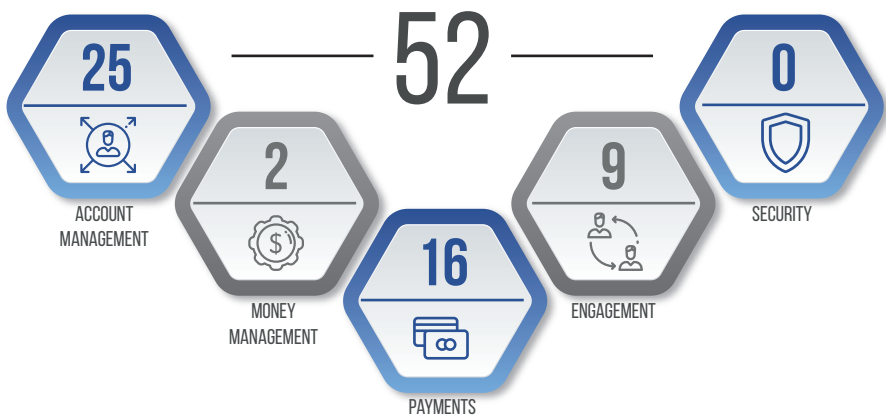 52
25
ACCOUNT
MANAGEMENT
2
$
MONEY
MANAGEMENT
16
PAYMENTS
9
ENGAGEMENT
0
SECURITY